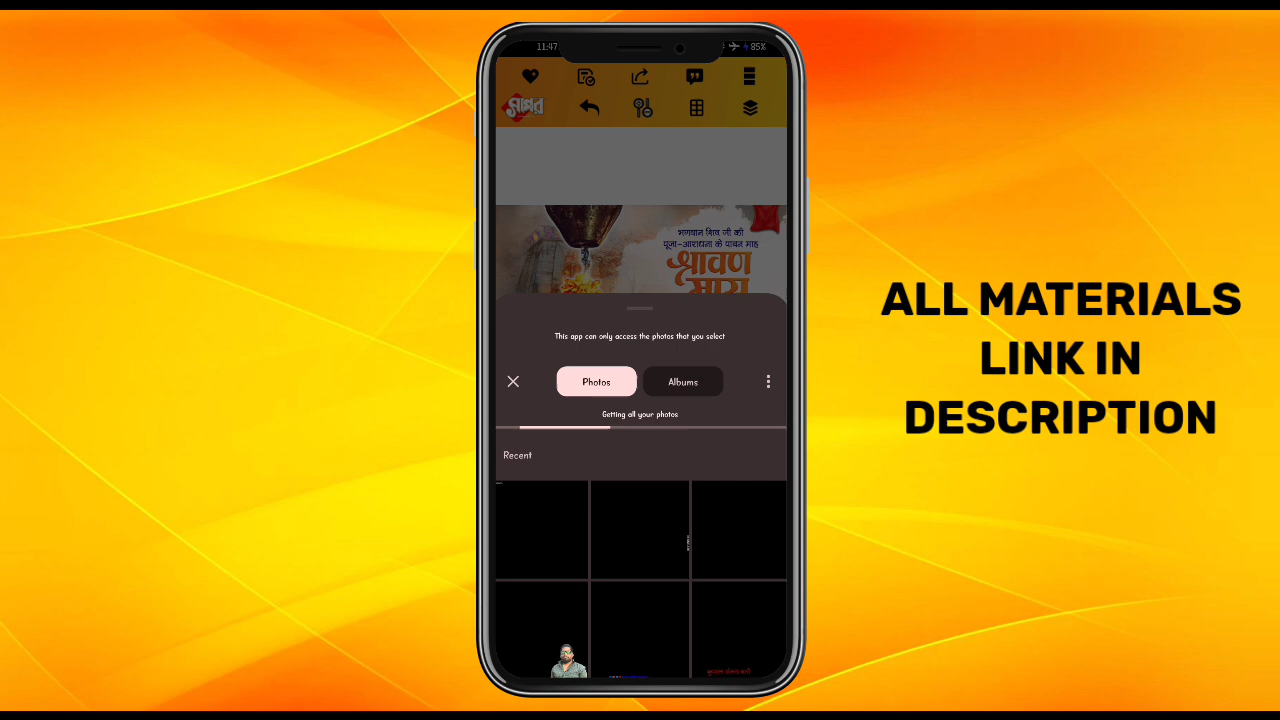 11:47
85%
भगवान शिव जी की
पूजा-आराधना के पावन माह
श्रावण
मास
This app can only access the photos that you select
Photos
Albums
Getting all your photos
Recent
ALL MATERIALS
LINK IN
DESCRIPTION